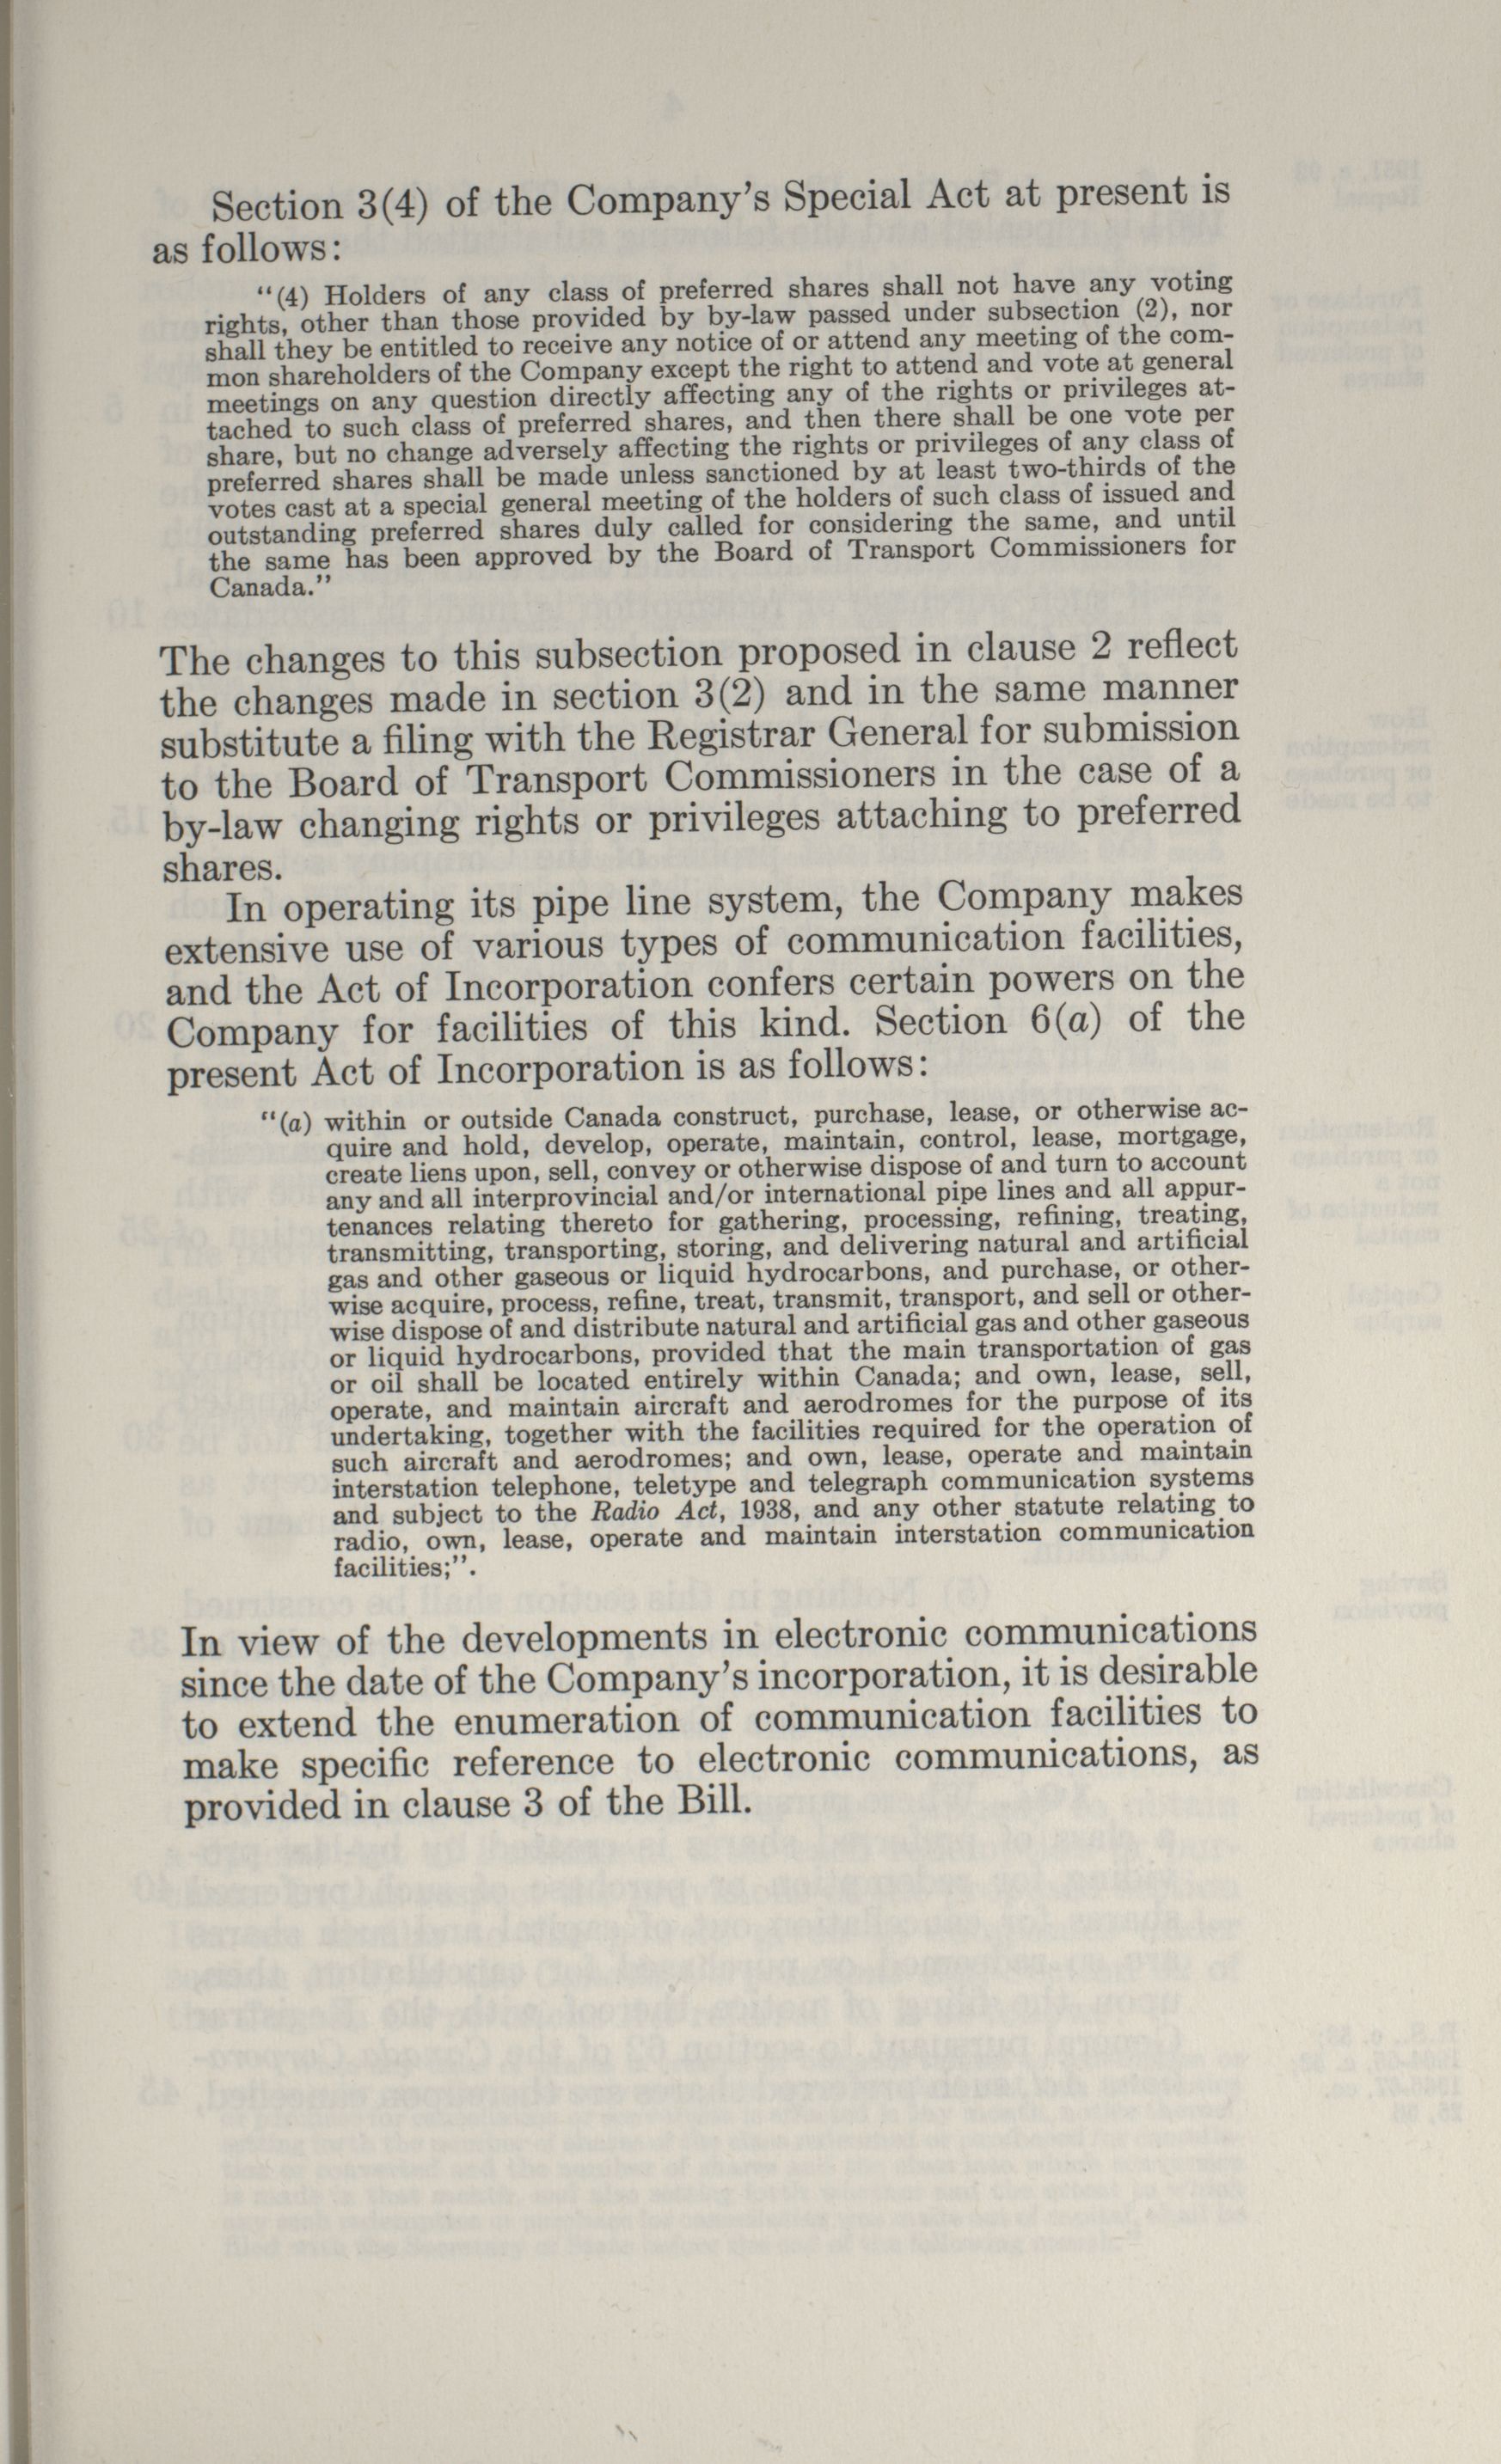 Section 3(4) of the Company's Special Act at present is
as follows:
"(4) Holders of any class of preferred shares shall not have any voting
rights, other than those provided by by-law passed under subsection (2), nor
shall they be entitled to receive any notice of or attend any meeting of the com-
mon shareholders of the Company except the right to attend and vote at general
meetings on any question directly affecting any of the rights or privileges at-
tached to such class of preferred shares, and then there shall be one vote per
share, but no change adversely affecting the rights or privileges of any class of
preferred shares shall be made unless sanctioned by at least two-thirds of the
votes cast at a special general meeting of the holders of such class of issued and
outstanding preferred shares duly called for considering the same, and until
the same has been approved by the Board of Transport Commissioners for
Canada."
The changes to this subsection proposed in clause 2 reflect
the changes made in section 3(2) and in the same manner
substitute a filing with the Registrar General for submission
to the Board of Transport Commissioners in the case of a
by-law changing rights or privileges attaching to preferred
shares.
In operating its pipe line system, the Company makes
extensive use of various types of communication facilities,
and the Act of Incorporation confers certain powers on the
Company for facilities of this kind. Section 6(a) of the
present Act of Incorporation is as follows:
"(a) within or outside Canada construct, purchase, lease, or otherwise ac-
quire and hold, develop, operate, maintain, control, lease, mortgage,
create liens upon, sell, convey or otherwise dispose of and turn to account
any and all interprovincial and/or international pipe lines and all appur-
tenances relating thereto for gathering, processing, refining, treating,
transmitting, transporting, storing, and delivering natural and artificial
gas and other gaseous or liquid hydrocarbons, and purchase, or other-
wise acquire, process, refine, treat, transmit, transport, and sell or other-
wise dispose of and distribute natural and artificial gas and other gaseous
or liquid hydrocarbons, provided that the main transportation of gas
or oil shall be located entirely within Canada; and own, lease, sell,
operate, and maintain aircraft and aerodromes for the purpose of its
undertaking, together with the facilities required for the operation of
such aircraft and aerodromes; and own, lease, operate and maintain
interstation telephone, teletype and telegraph communication systems
and subject to the Radio Act, 1938, and any other statute relating to
radio, own, lease, operate and maintain interstation communication
facilities;".
In view of the developments in electronic communications
since the date of the Company's incorporation, it is desirable
to extend the enumeration of communication facilities to
make specific reference to electronic communications, as
provided in clause 3 of the Bill.